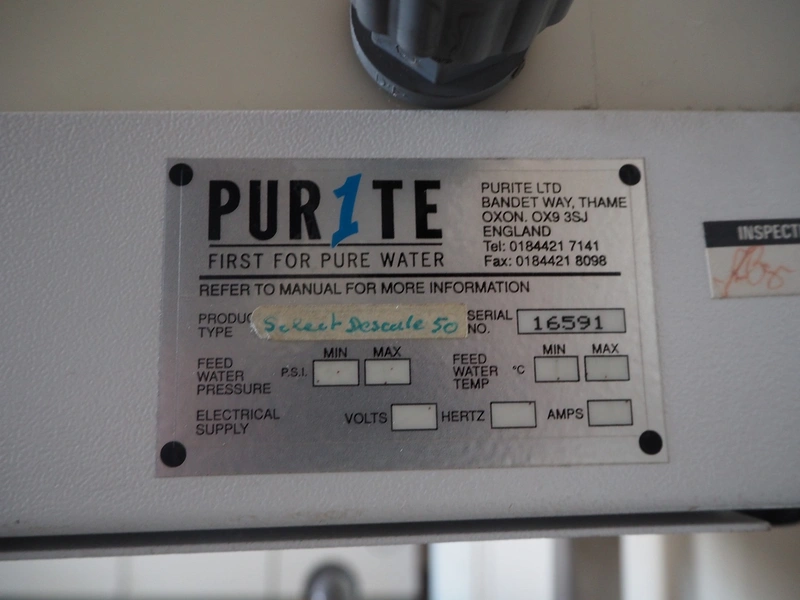 PUR1TE
FIRST FOR PURE WATER
PURITE LTD
BANDET WAY, THAME
OXON. OX9 3SJ
ENGLAND
Tel: 0184421 7141
Fax: 0184421 8098
REFER TO MANUAL FOR MORE INFORMATION
PRODUC
TYPE
Select Descale 50
SERIAL
NO.
16591
FEED
WATER
PRESSURE
P.S.I.
MIN
MAX
FEED
WATER
TEMP
°C
MIN
MAX
ELECTRICAL
SUPPLY
VOLTS
HERTZ
AMPS
INSPECT